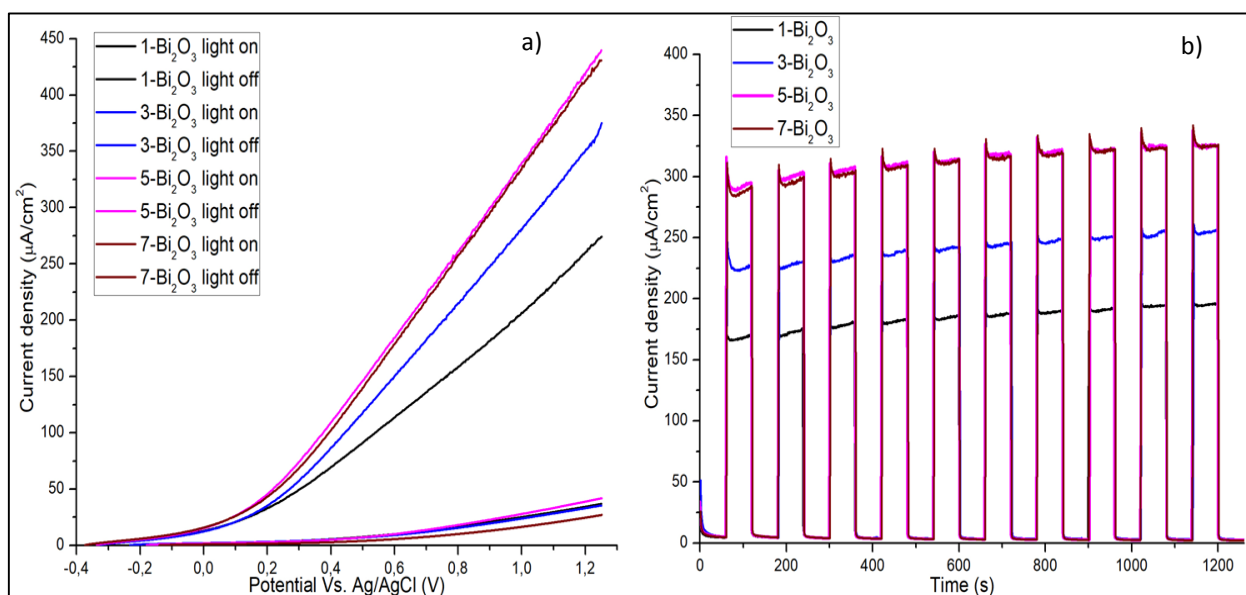 a)
1-Bi₂O₃ light on
1-Bi₂O₃ light off
3-Bi₂O₃ light on
3-Bi₂O₃ light off
5-Bi₂O₃ light on
5-Bi₂O₃ light off
7-Bi₂O₃ light on
7-Bi₂O₃ light off
Current density (µA/cm²)
450
400
350
300
250
200
150
100
50
0
-0,4
-0,2
0,0
0,2
0,4
0,6
0,8
1,0
1,2
Potential Vs. Ag/AgCl (V)
b)
1-Bi₂O₃
3-Bi₂O₃
5-Bi₂O₃
7-Bi₂O₃
Current density (µA/cm²)
400
350
300
250
200
150
100
50
0
0
200
400
600
800
1000
1200
Time (s)